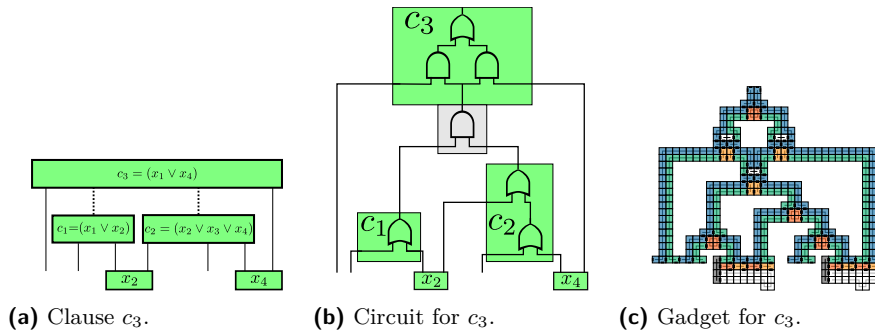 c₃ = (x₁ ∨ x₄)
c₁=(x₁ ∨ x₂)
c₂ = (x₂ ∨ x₃ ∨ x₄)
x₂
x₄
(a) Clause c₃.
c₃
c₁
c₂
x₂
x₄
(b) Circuit for c₃.
(c) Gadget for c₃.